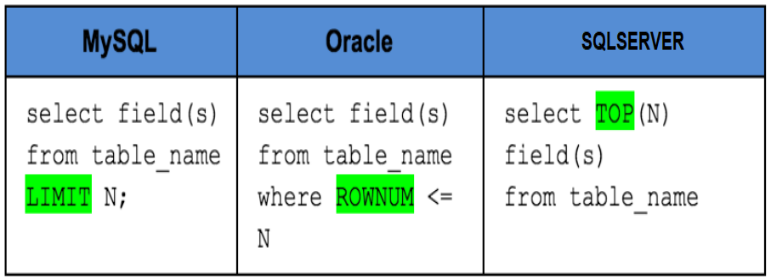 MySQL
Oracle
SQLSERVER
select field(s)
from table_name
LIMIT N;
select field(s)
from table_name
where ROWNUM <=
N
select TOP(N)
field(s)
from table_name